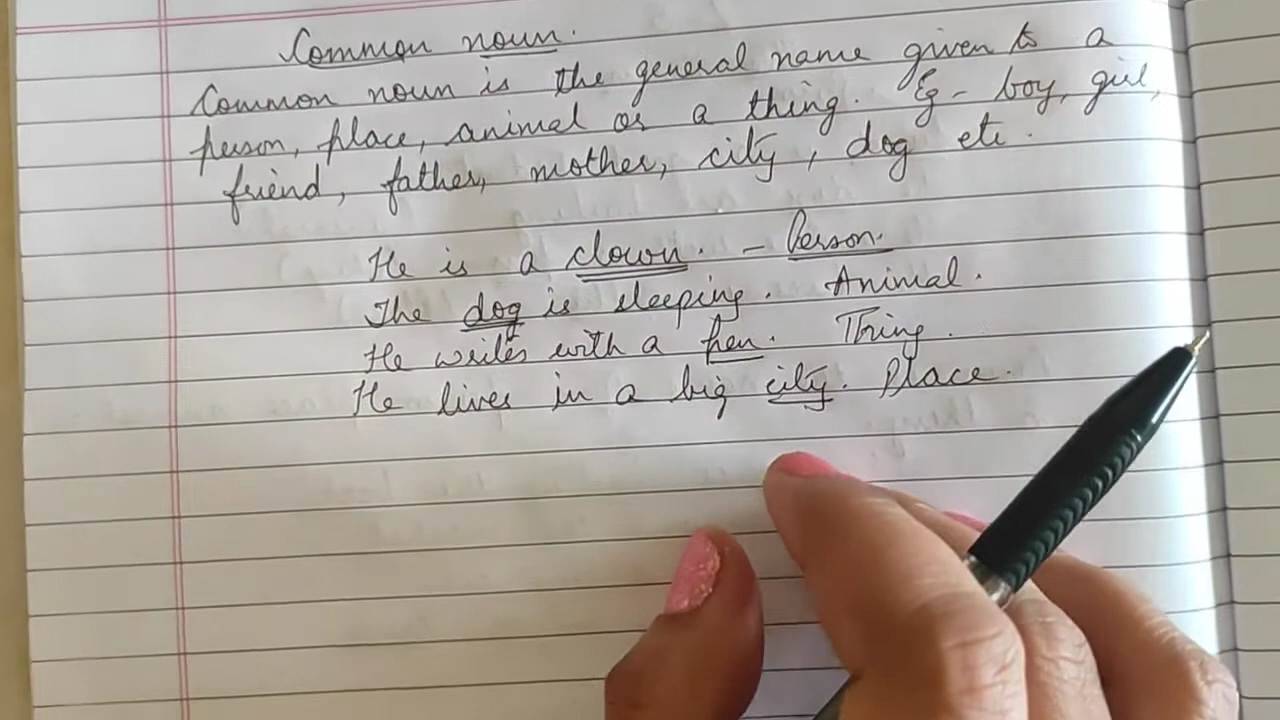 Common noun.
Common noun is the general name given to a
person, place, animal or a thing. Eg - boy, girl,
friend, father, mother, city, dog etc.
He is a clown. - Person.
The dog is sleeping. Animal.
He writes with a pen. Thing.
He lives in a big city. Place.